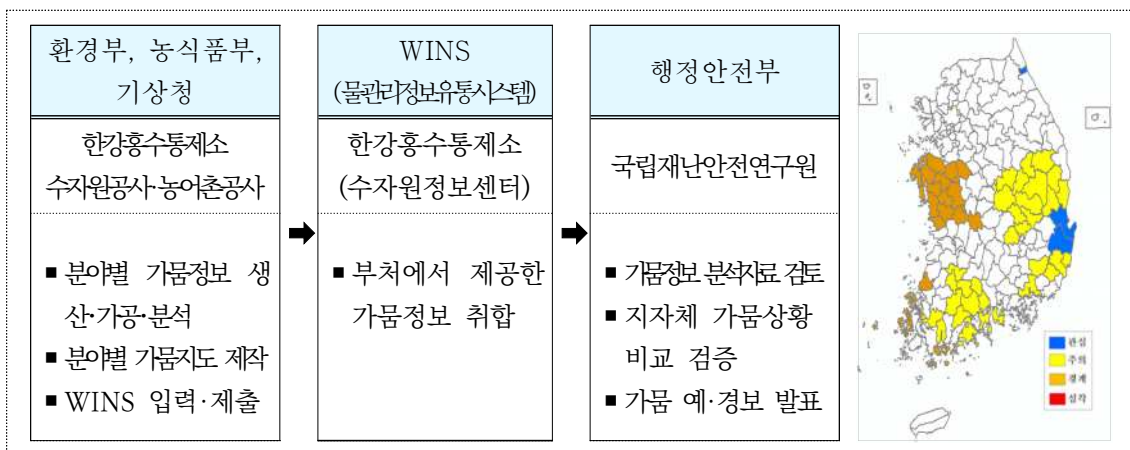 환경부, 농식품부,
기상청
한강홍수통제소
수자원공사·농어촌공사
■ 분야별 가뭄정보 생
산·가공·분석
■ 분야별 가뭄지도 제작
■ WINS 입력·제출
➡
WINS
(물관리정보유통시스템)
한강홍수통제소
(수자원정보센터)
■ 부처에서 제공한
가뭄정보 취합
➡
행정안전부
국립재난안전연구원
■ 가뭄정보 분석자료 검토
■ 지자체 가뭄상황
비교 검증
■ 가뭄 예·경보 발표
관심
주의
경계
심각